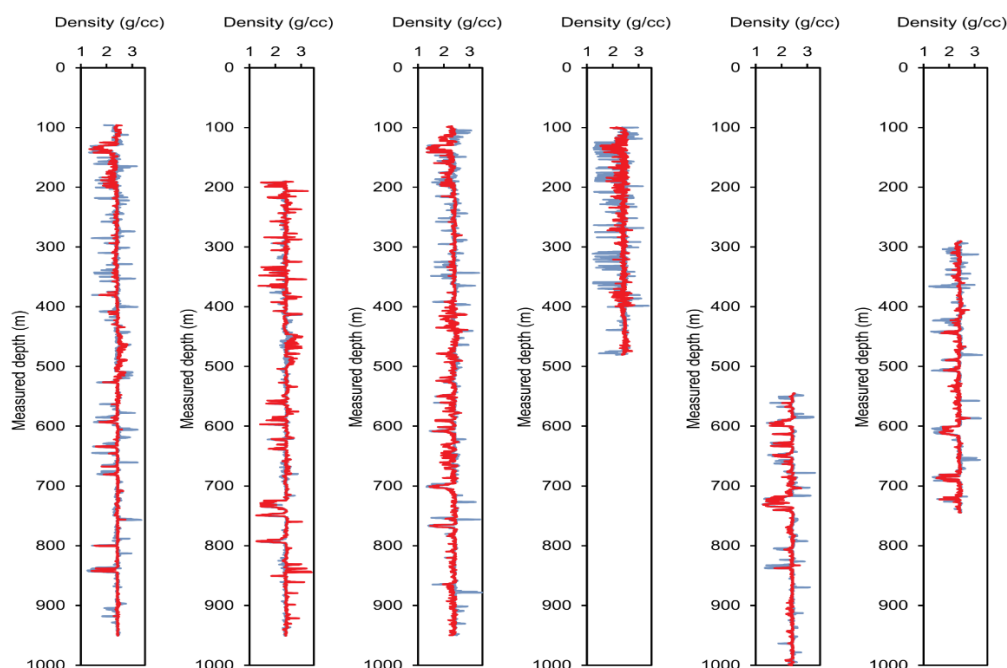 Density (g/cc) Density (g/cc) Density (g/cc) Density (g/cc) Density (g/cc) Density (g/cc)
1 2 3 1 2 3 1 2 3 1 2 3 1 2 3 1 2 3
0 0 0 0 0 0
100 100 100 100 100 100
200 200 200 200 200 200
300 300 300 300 300 300
400 400 400 400 400 400
Measured depth (m) Measured depth (m) Measured depth (m) Measured depth (m) Measured depth (m) Measured depth (m)
500 500 500 500 500 500
600 600 600 600 600 600
700 700 700 700 700 700
800 800 800 800 800 800
900 900 900 900 900 900
1000 1000 1000 1000 1000 1000